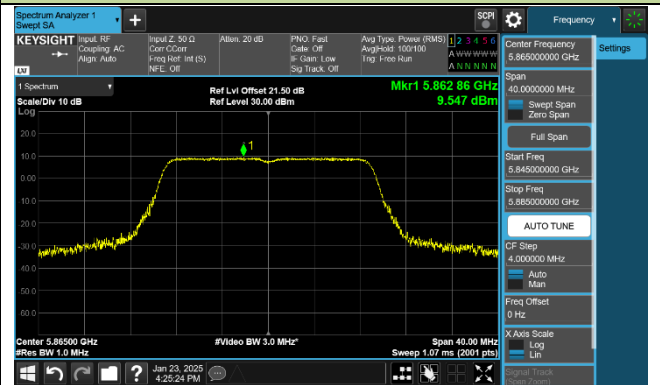 Spectrum Analyzer 1
Swept SA
SCPI
Frequency
KEYSIGHT
Input: RF
Coupling: AC
Align: Auto
Input Z: 50 Ω
Corr CCorr
Freq Ref: Int (S)
NFE: Off
Atten: 20 dB
PNO: Fast
Gate: Off
IF Gain: Low
Sig Track: Off
Avg Type: Power (RMS)
Avg|Hold: 100/100
Trig: Free Run
1 2 3 4 5 6
A W W W W W
A N N N N N
LXI
Center Frequency
5.865000000 GHz
Settings
Span
40.0000000 MHz
Swept Span
Zero Span
Full Span
Start Freq
5.845000000 GHz
Stop Freq
5.885000000 GHz
AUTO TUNE
CF Step
4.000000 MHz
Auto
Man
Freq Offset
0 Hz
X Axis Scale
Log
Lin
Signal Track
(Span Zoom)
1 Spectrum
Scale/Div 10 dB
Log
Ref Lvl Offset 21.50 dB
Ref Level 30.00 dBm
Mkr1 5.862 86 GHz
9.547 dBm
1
20.0
10.0
0.00
-10.0
-20.0
-30.0
-40.0
-50.0
-60.0
Center 5.86500 GHz
#Res BW 1.0 MHz
#Video BW 3.0 MHz*
Span 40.00 MHz
Sweep 1.07 ms (2001 pts)
Jan 23, 2025
4:25:24 PM